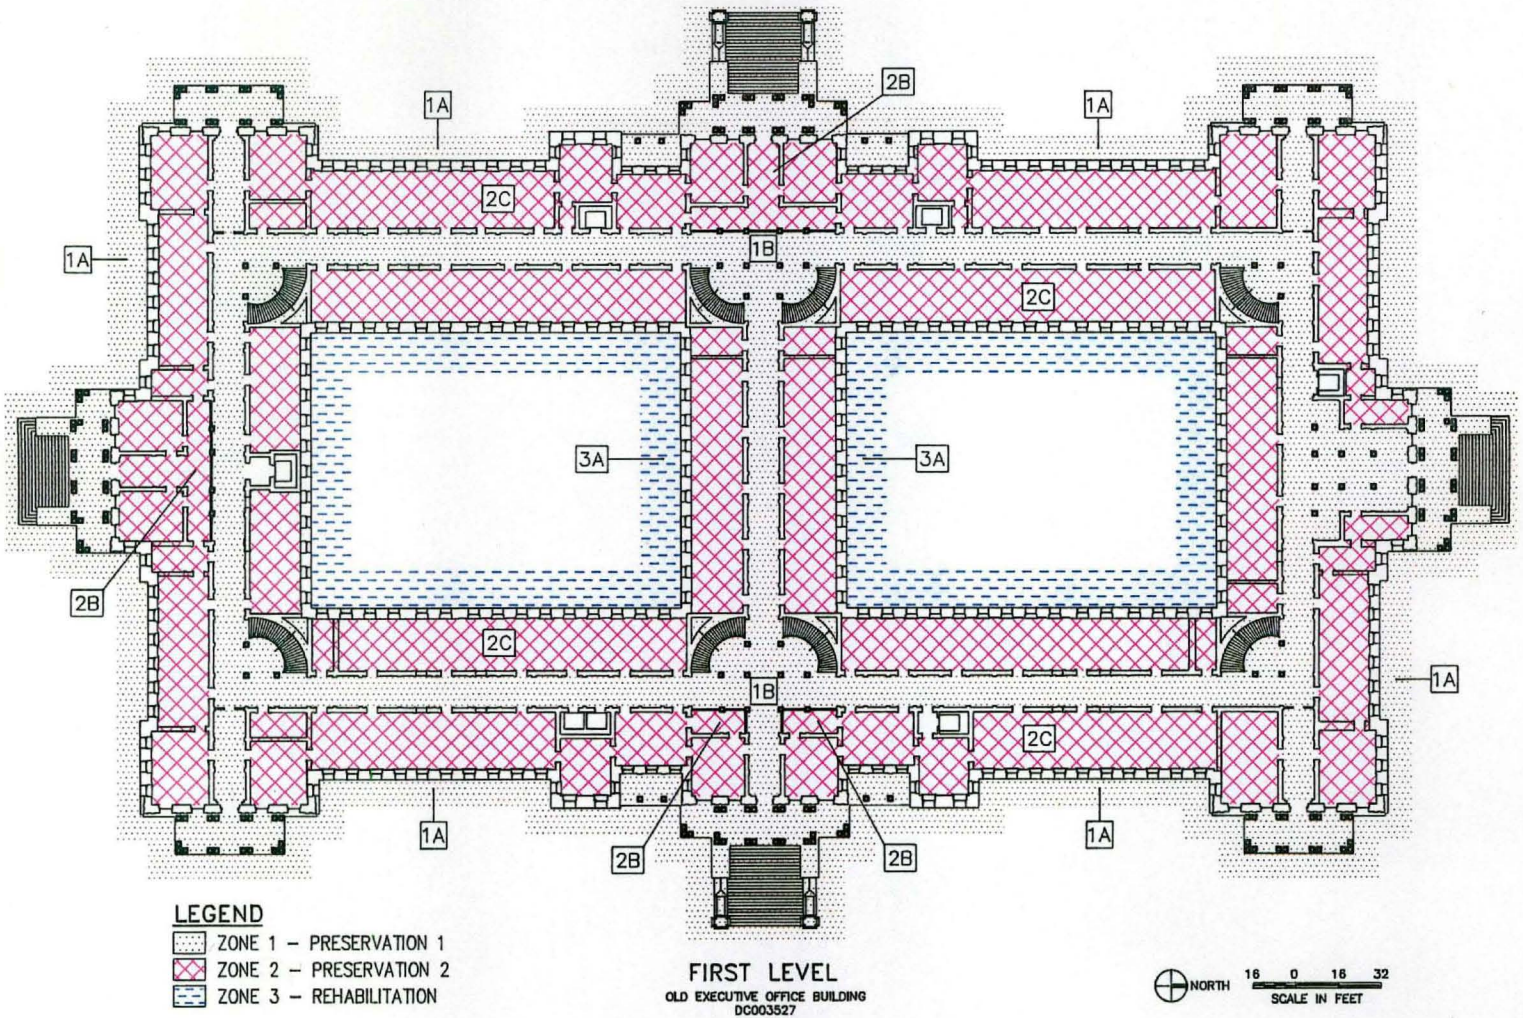 2B
1A
1A
2C
1A
1B
2C
3A
3A
2B
2C
1A
1B
2C
1A
1A
2B
2B
LEGEND
ZONE 1 - PRESERVATION 1
ZONE 2 - PRESERVATION 2
ZONE 3 - REHABILITATION
FIRST LEVEL
OLD EXECUTIVE OFFICE BUILDING
DC003527
NORTH
16 0 16 32
SCALE IN FEET